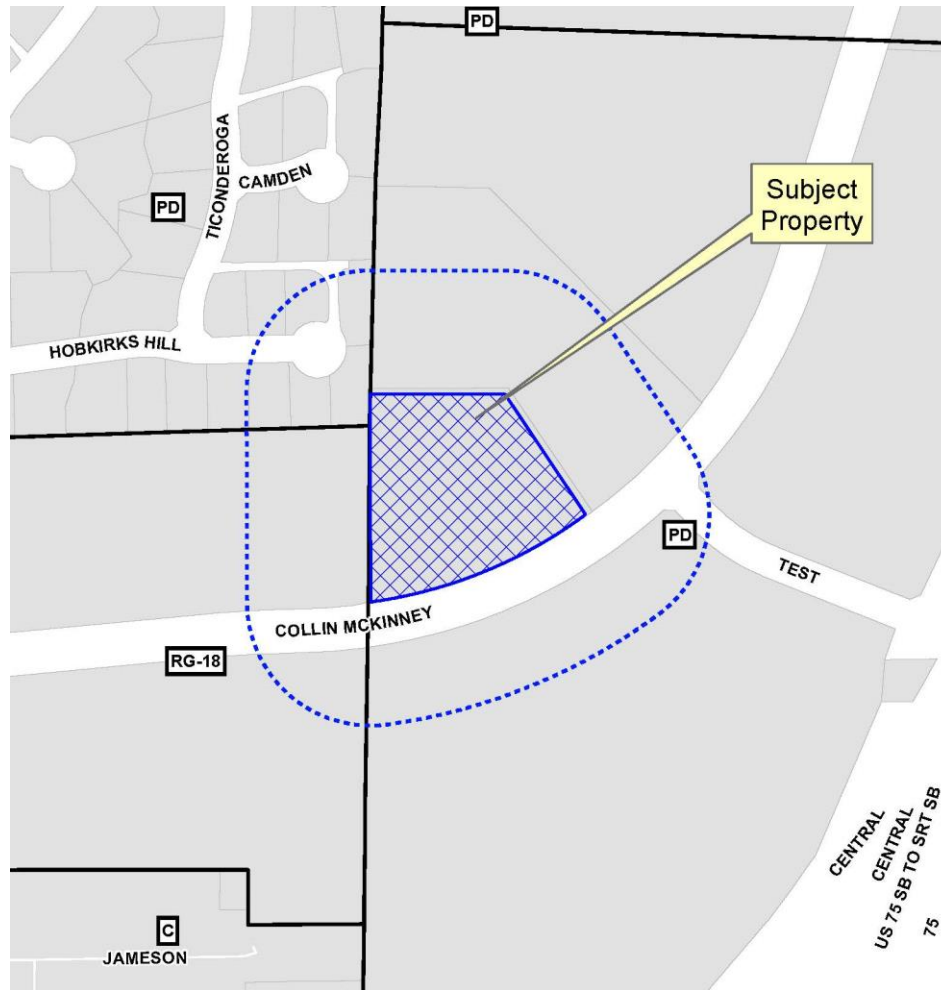 PD
Subject
Property
TICONDEROGA
CAMDEN
PD
HOBKIRKS HILL
PD
TEST
COLLIN MCKINNEY
RG-18
CENTRAL
CENTRAL
US 75 SB TO SRT SB
75
C
JAMESON